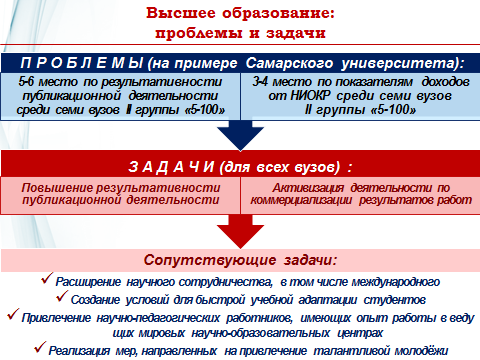 Высшее образование:
проблемы и задачи
П Р О Б Л Е М Ы (на примере Самарского университета):
5-6 место по результативности
публикационной деятельности
среди семи вузов II группы «5-100»
3-4 место по показателям доходов
от НИОКР среди семи вузов
II группы «5-100»
З А Д А Ч И (для всех вузов) :
Повышение результативности
публикационной деятельности
Активизация деятельности по
коммерциализации результатов работ
Сопутствующие задачи:
✓Расширение научного сотрудничества, в том числе международного
✓Создание условий для быстрой учебной адаптации студентов
✓Привлечение научно-педагогических работников, имеющих опыт работы в веду
щих мировых научно-образовательных центрах
✓Реализация мер, направленных на привлечение талантливой молодёжи